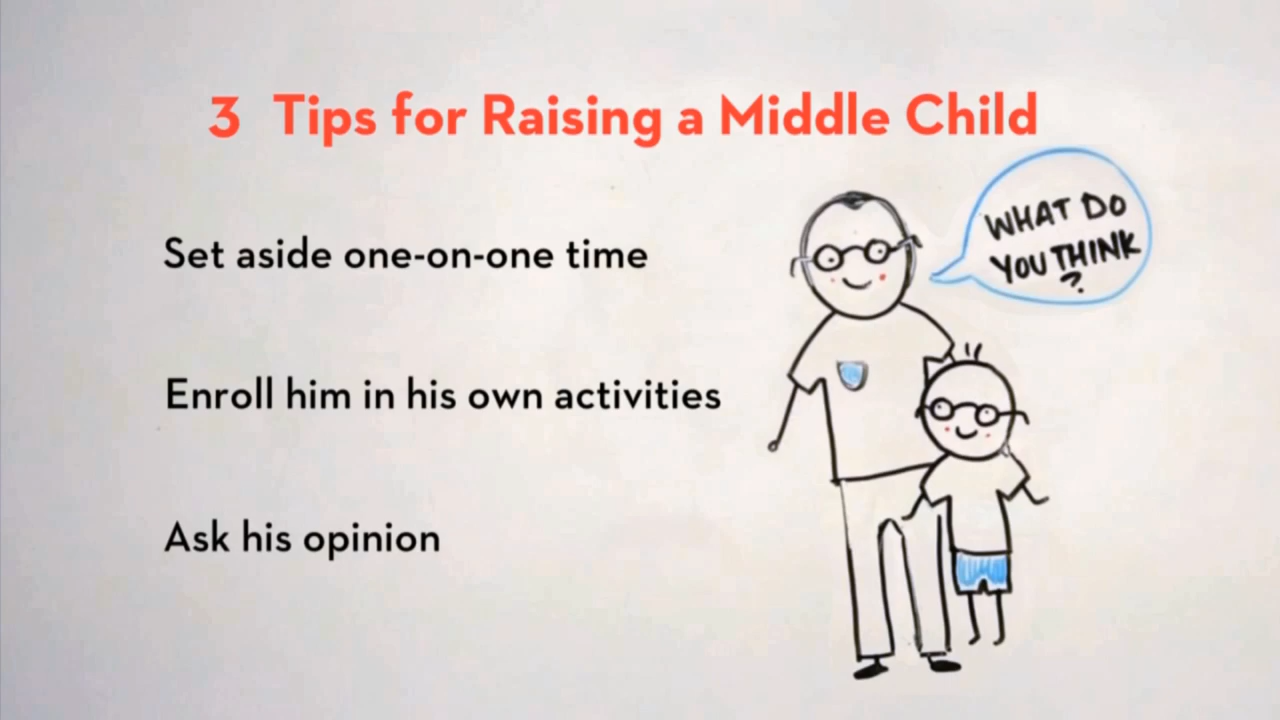 3 Tips for Raising a Middle Child
WHAT DO
YOU THINK
?
Set aside one-on-one time
Enroll him in his own activities
Ask his opinion